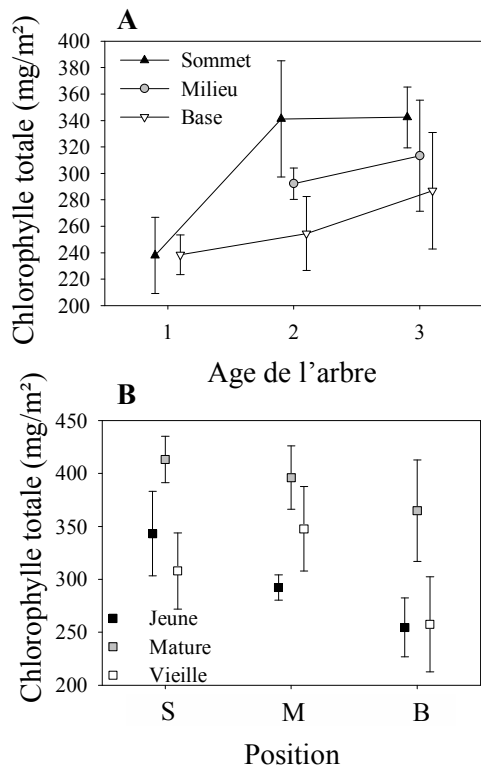 A
Chlorophylle totale (mg/m²)
400
380
360
340
320
300
280
260
240
220
200
Sommet
Milieu
Base
1
2
3
Age de l’arbre
B
Chlorophylle totale (mg/m²)
450
400
350
300
250
200
Jeune
Mature
Vieille
S
M
B
Position